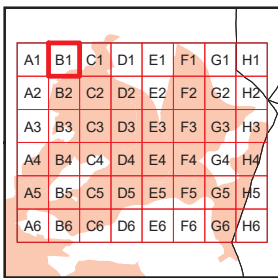 A1 B1 C1 D1 E1 F1 G1 H1
A2 B2 C2 D2 E2 F2 G2 H2
A3 B3 C3 D3 E3 F3 G3 H3
A4 B4 C4 D4 E4 F4 G4 H4
A5 B5 C5 D5 E5 F5 G5 H5
A6 B6 C6 D6 E6 F6 G6 H6